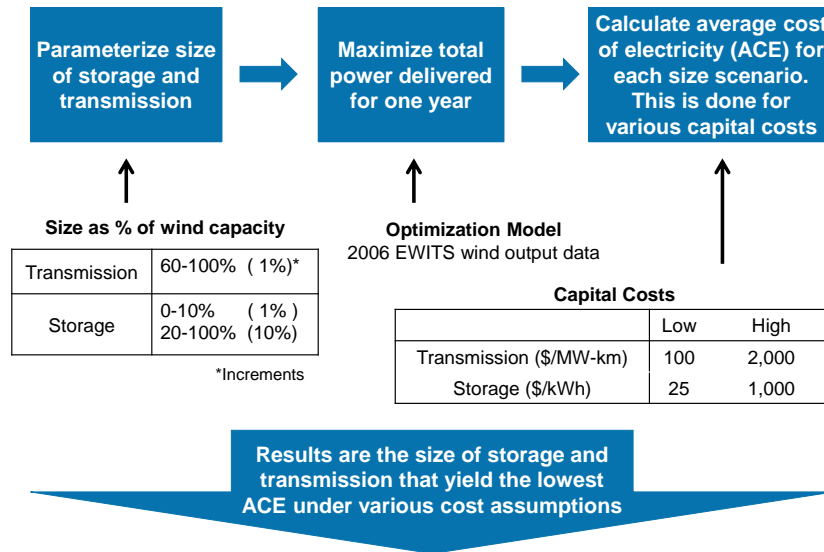 Parameterize size
of storage and
transmission
Maximize total
power delivered
for one year
Calculate average cost
of electricity (ACE) for
each size scenario.
This is done for
various capital costs
Size as % of wind capacity
Transmission 60-100% ( 1%)*
Storage 0-10% ( 1% )
20-100% (10%)
*Increments
Optimization Model
2006 EWITS wind output data
Capital Costs
Low High
Transmission ($/MW-km) 100 2,000
Storage ($/kWh) 25 1,000
Results are the size of storage and
transmission that yield the lowest
ACE under various cost assumptions